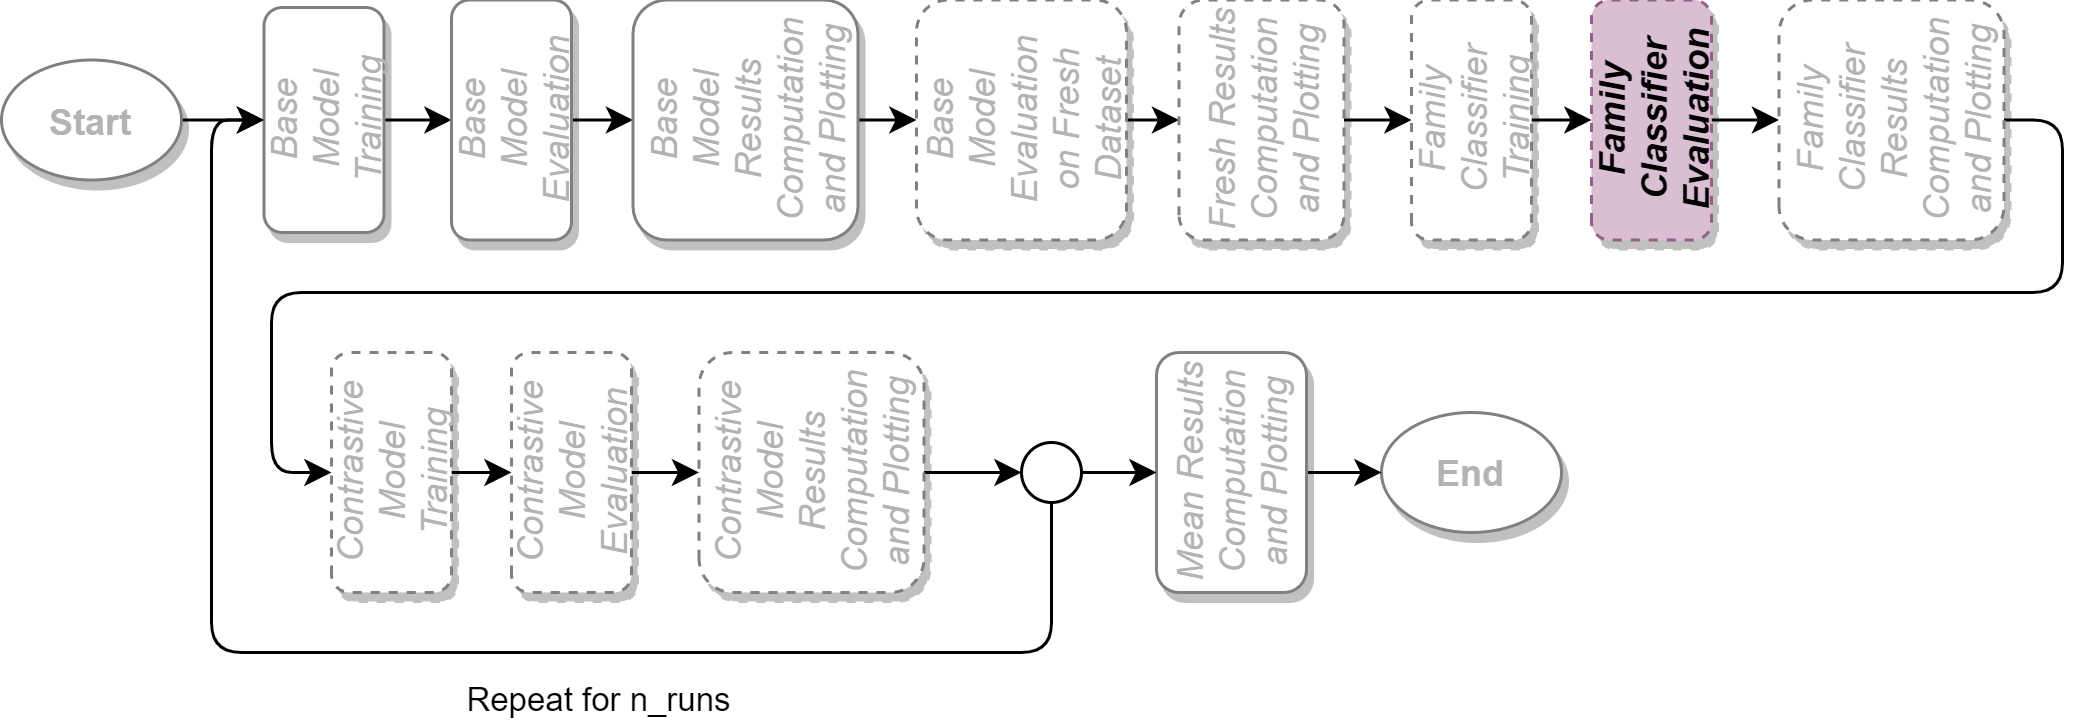 Start
Base
Model
Training
Base
Model
Evaluation
Base
Model
Results
Computation
and Plotting
Base
Model
Evaluation
on Fresh
Dataset
Fresh Results
Computation
and Plotting
Family
Classifier
Training
Family
Classifier
Evaluation
Family
Classifier
Results
Computation
and Plotting
Contrastive
Model
Training
Contrastive
Model
Evaluation
Contrastive
Model
Results
Computation
and Plotting
Mean Results
Computation
and Plotting
End
Repeat for n_runs